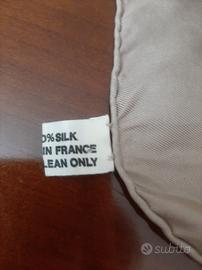 0% SILK
IN FRANCE
LEAN ONLY
subito